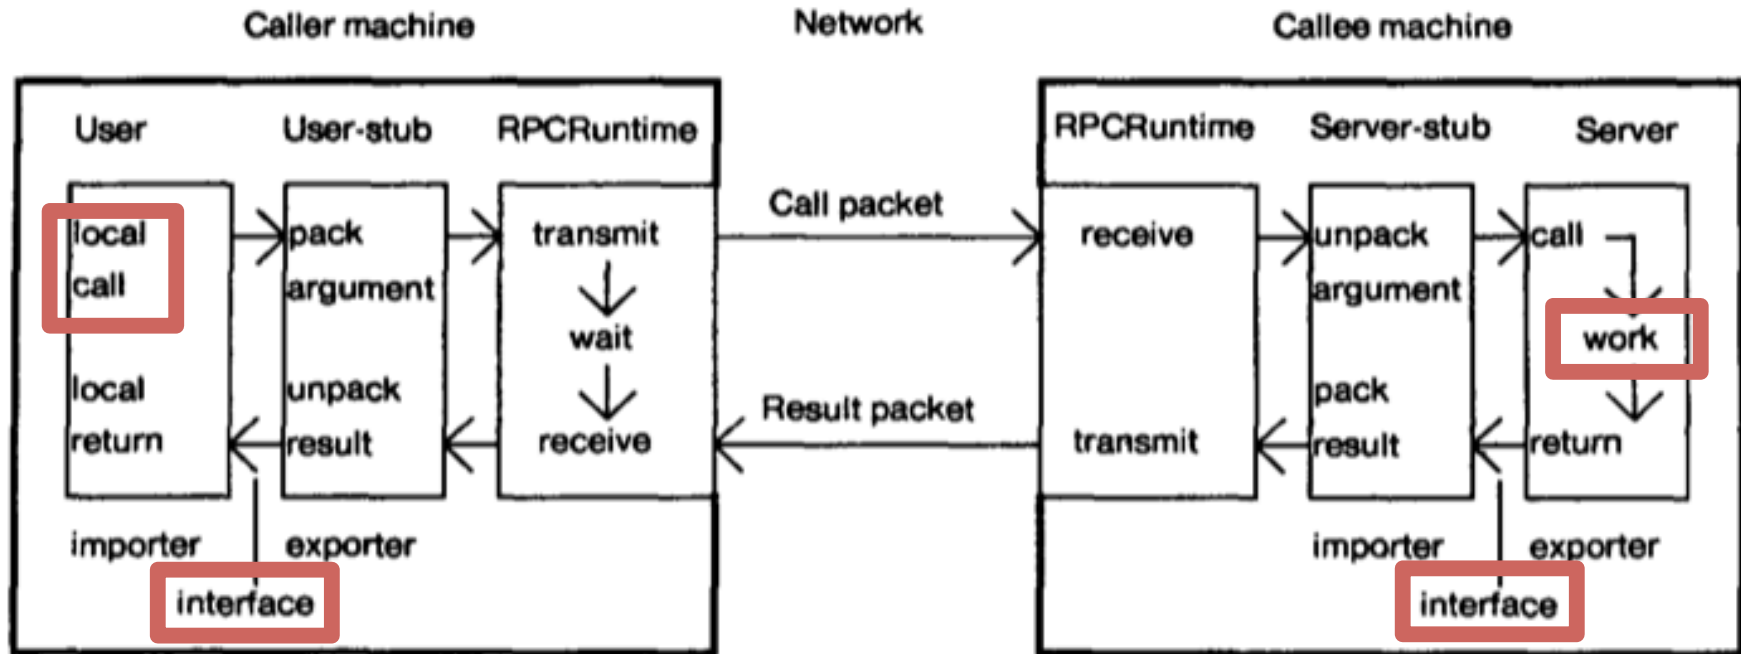 Caller machine
Network
Callee machine
User
User-stub
RPCRuntime
RPCRuntime
Server-stub
Server
local
call
pack
argument
transmit
wait
receive
local
return
unpack
result
Call packet
Result packet
receive
transmit
unpack
argument
pack
result
call
work
return
importer
exporter
interface
importer
exporter
interface